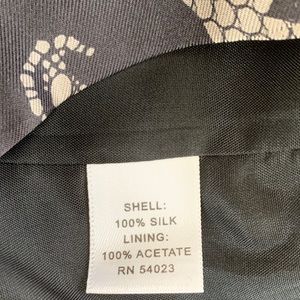 SHELL:
100% SILK
LINING:
100% ACETATE
RN 54023